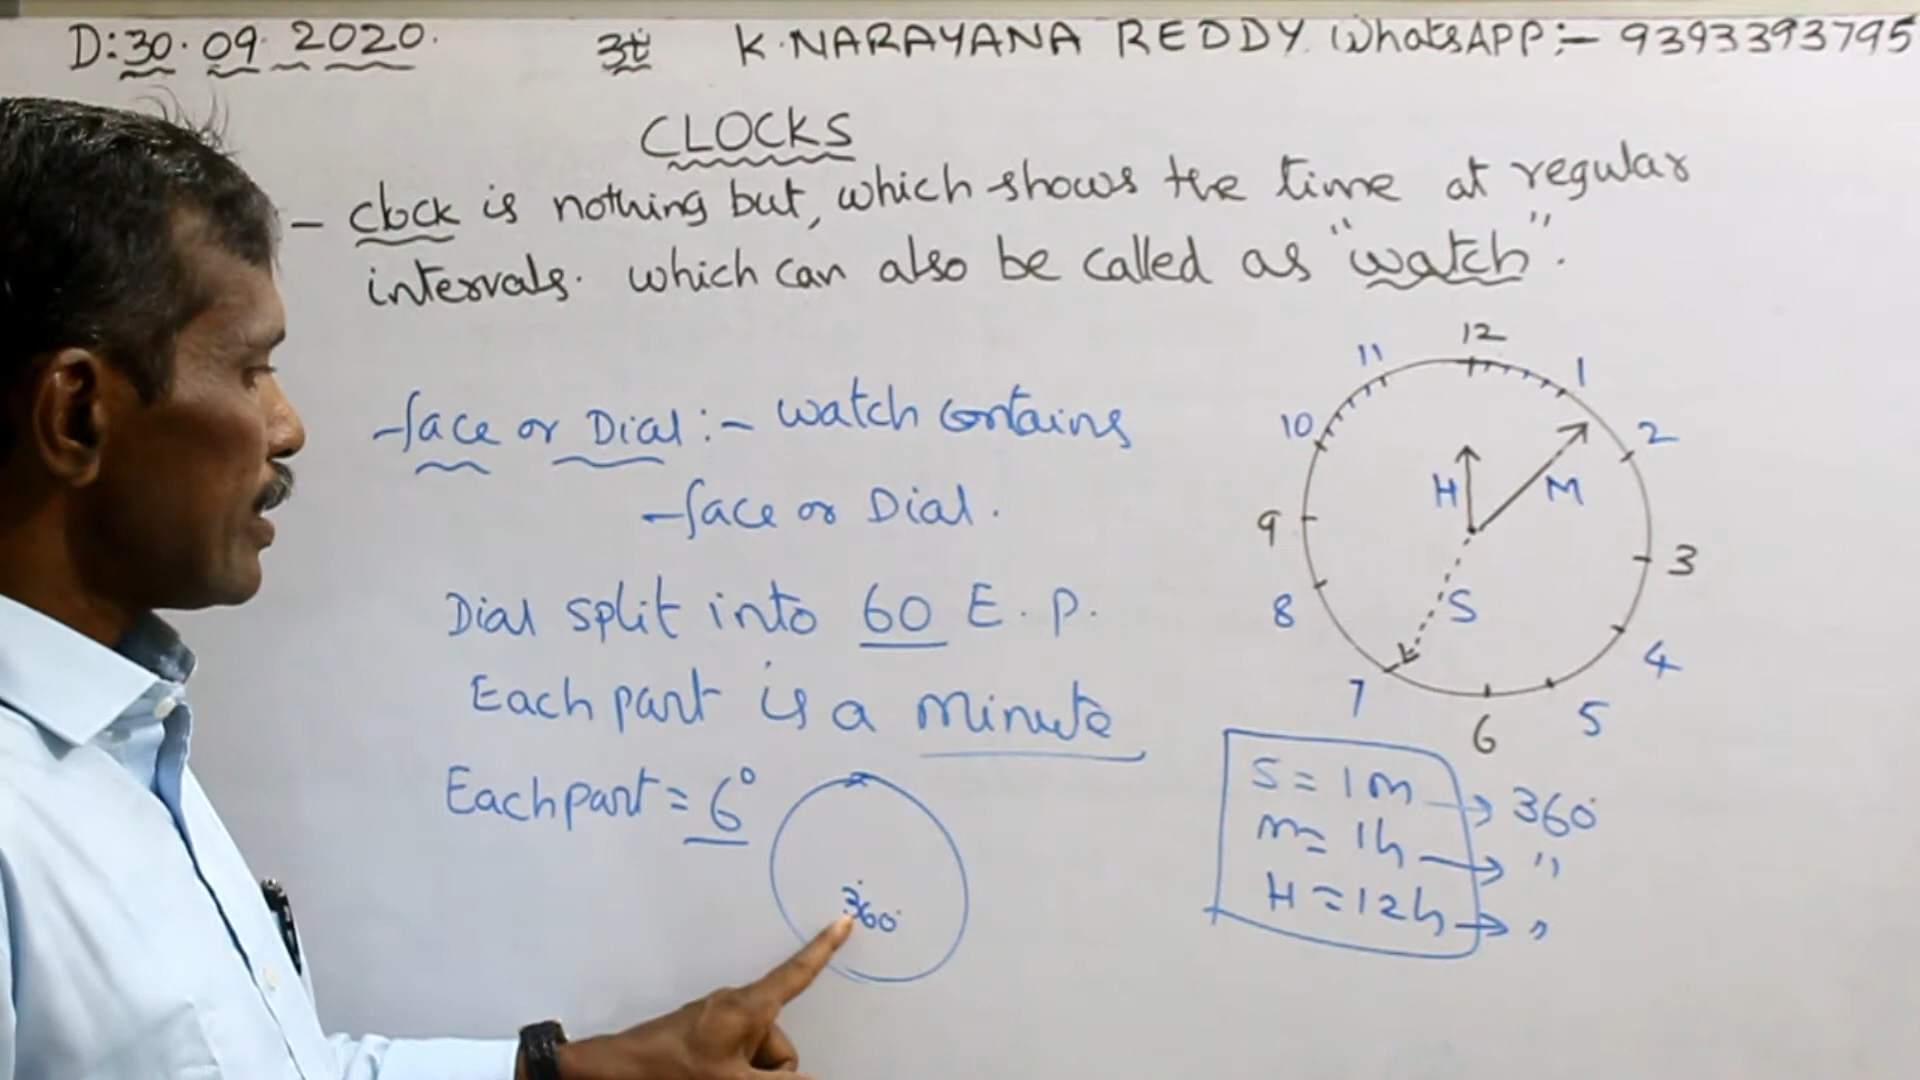 D:30.09.2020. 3t K.NARAYANA REDDY WhatsAPP:- 9393393795
CLOCKS
- Clock is nothing but, which shows the time at regular
intervals. which can also be called as "watch".
- face or Dial :- watch contains
- face or Dial.
Dial split into 60 E.P.
Each part is a minute
Each part = 6°
360°
12
1
2
3
4
5
6
7
8
9
10
11
H
M
S
S = 1m → 360°
m = 1h → "
H = 12h → "